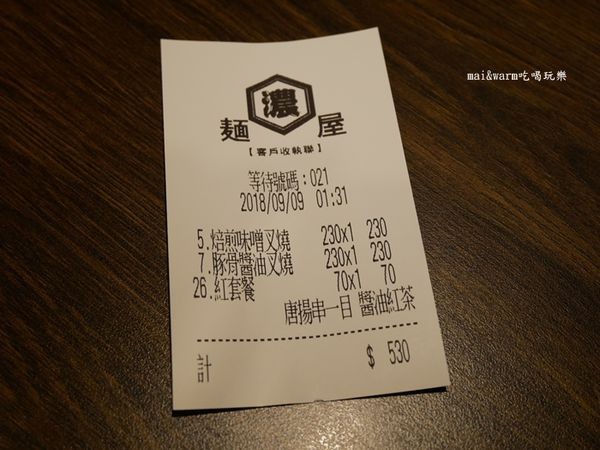 mai&warm吃喝玩樂
麵濃屋
【客戶收執聯】
等待號碼：021
2018/09/09 01:31
5.焙煎味噌叉燒 230x1 230
7.豚骨醬油叉燒 230x1 230
26.紅套餐 70x1 70
唐揚串一目 醬油紅茶
計 $ 530